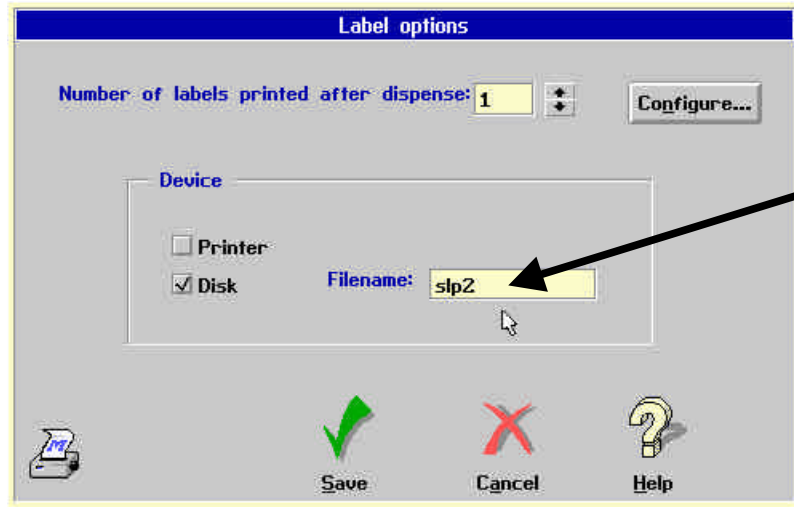 Label options
Number of labels printed after dispense: 1
Configure...
Device
Printer
Disk
Filename: slp2
M
Save
Cancel
Help